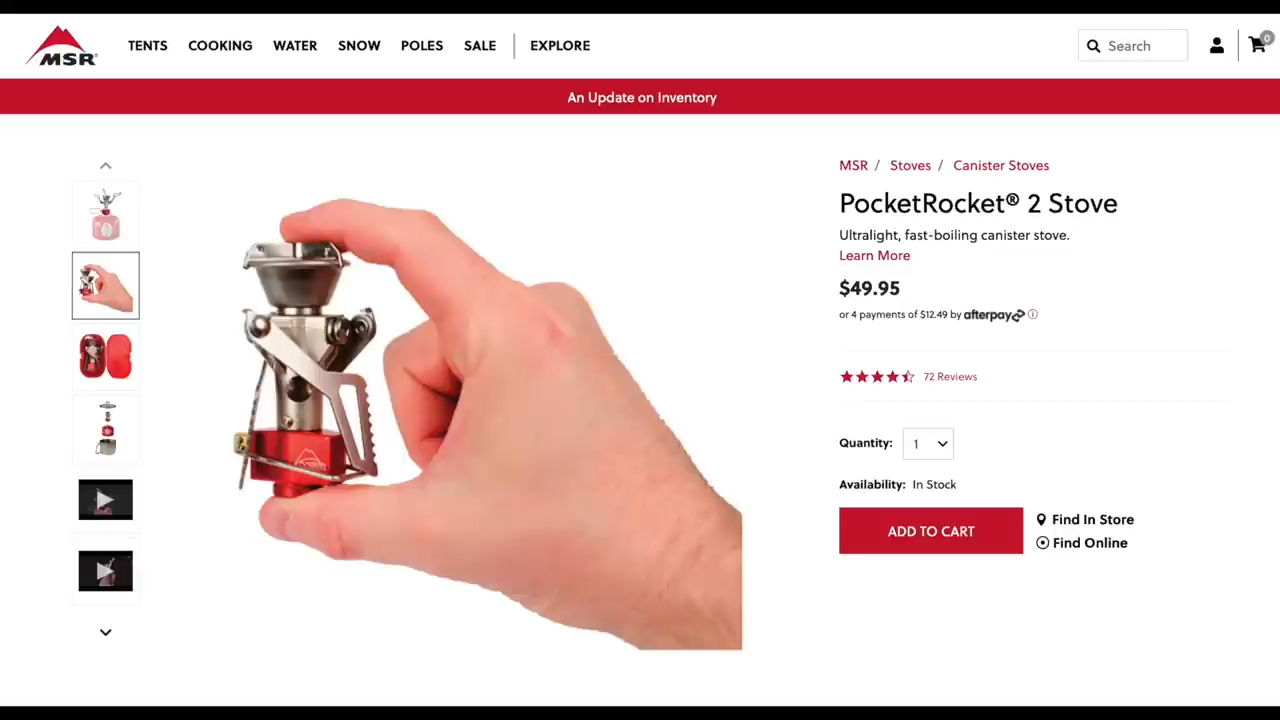 MSR
TENTS COOKING WATER SNOW POLES SALE EXPLORE
Search
0
An Update on Inventory
MSR / Stoves / Canister Stoves
PocketRocket® 2 Stove
Ultralight, fast-boiling canister stove.
Learn More
$49.95
or 4 payments of $12.49 by afterpay
72 Reviews
Quantity: 1
Availability: In Stock
ADD TO CART
Find In Store
Find Online